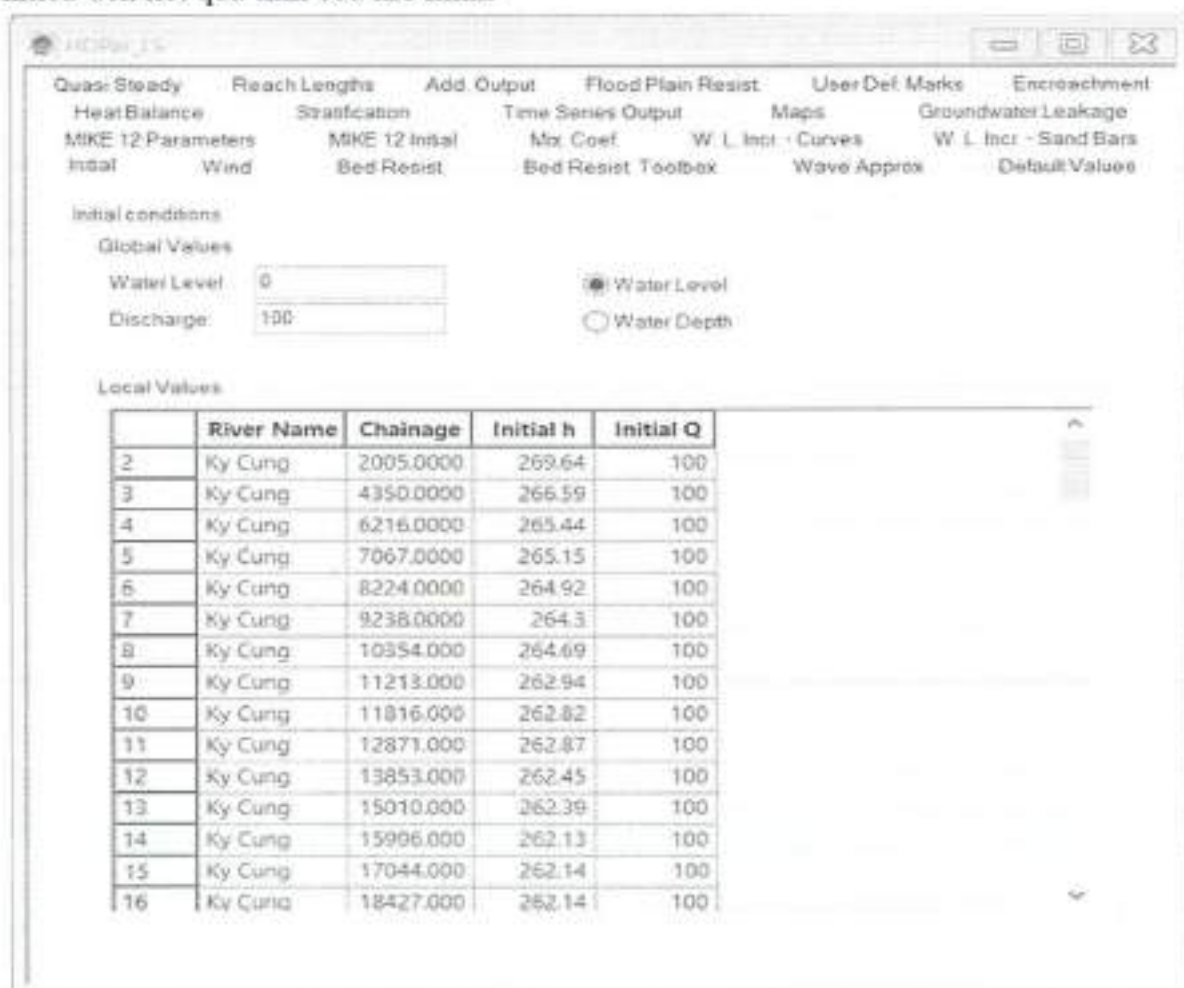 Quasi Steady Reach Lengths Add. Output Flood Plain Resist. User Def. Marks Encroachment
Heat Balance Stratification Time Series Output Maps Groundwater Leakage
MIKE 12 Parameters MIKE 12 Initial Mix. Coef. W. L. Incr. - Curves W. L. Incr. - Sand Bars
Initial Wind Bed Resist. Bed Resist. Toolbox Wave Approx Default Values
Initial conditions
Global Values
Water Level: 0 Water Level
Discharge: 100 Water Depth
Local Values
River Name Chainage Initial h Initial Q
2 Ky Cung 2005.0000 269.64 100
3 Ky Cung 4350.0000 266.59 100
4 Ky Cung 6216.0000 265.44 100
5 Ky Cung 7067.0000 265.15 100
6 Ky Cung 8224.0000 264.92 100
7 Ky Cung 9238.0000 264.3 100
8 Ky Cung 10354.000 264.69 100
9 Ky Cung 11213.000 262.94 100
10 Ky Cung 11816.000 262.82 100
11 Ky Cung 12871.000 262.87 100
12 Ky Cung 13853.000 262.45 100
13 Ky Cung 15010.000 262.39 100
14 Ky Cung 15996.000 262.13 100
15 Ky Cung 17044.000 262.14 100
16 Ky Cung 18427.000 262.14 100